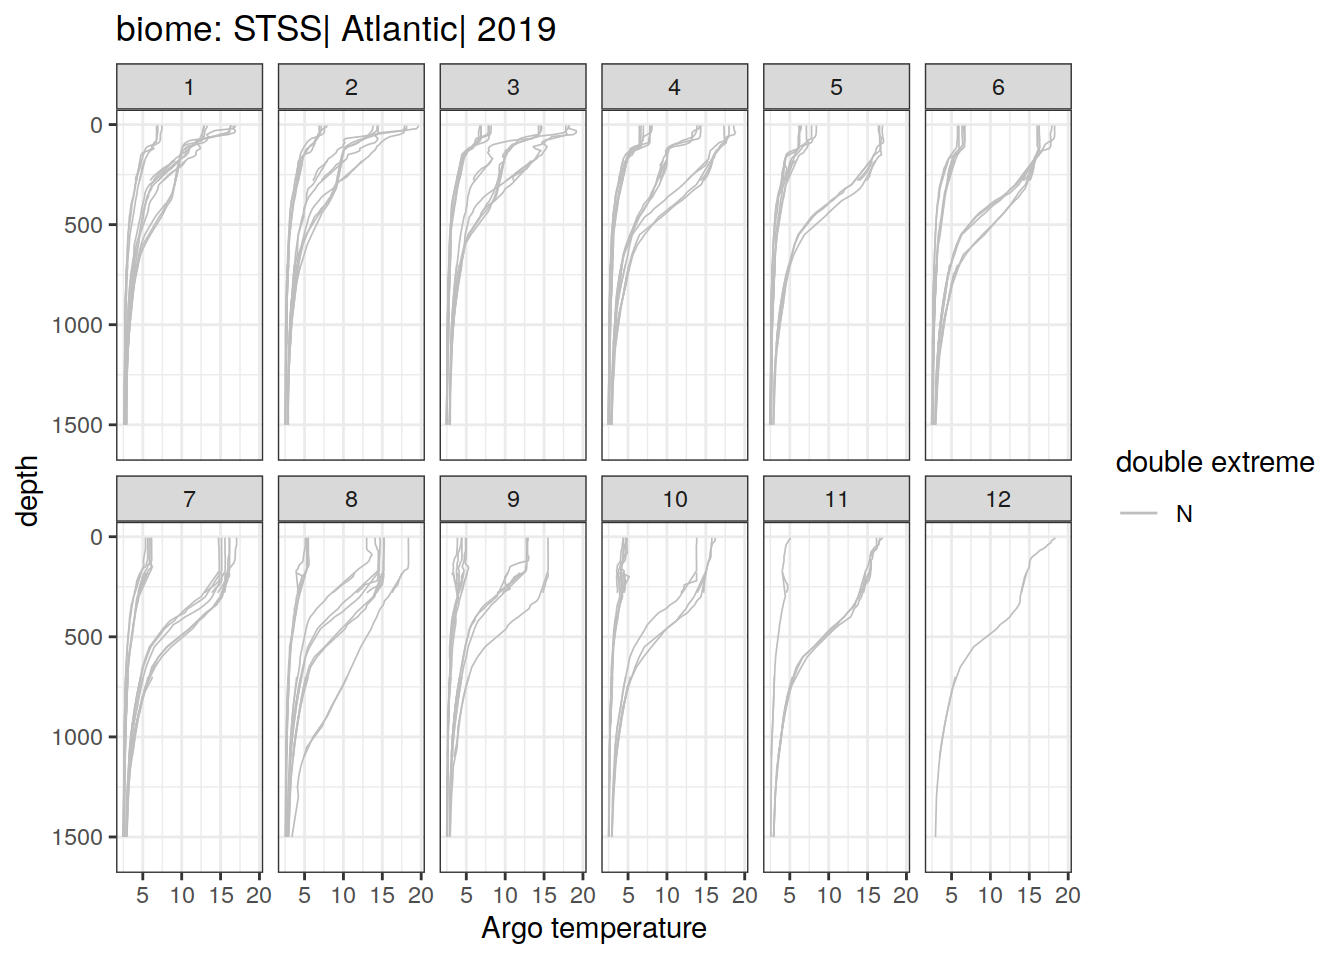 biome: STSS| Atlantic| 2019
1 2 3 4 5 6
0
500
1000
1500
depth
7 8 9 10 11 12
0
500
1000
1500
5 10 15 20 5 10 15 20 5 10 15 20 5 10 15 20 5 10 15 20 5 10 15 20
Argo temperature
double extreme
N